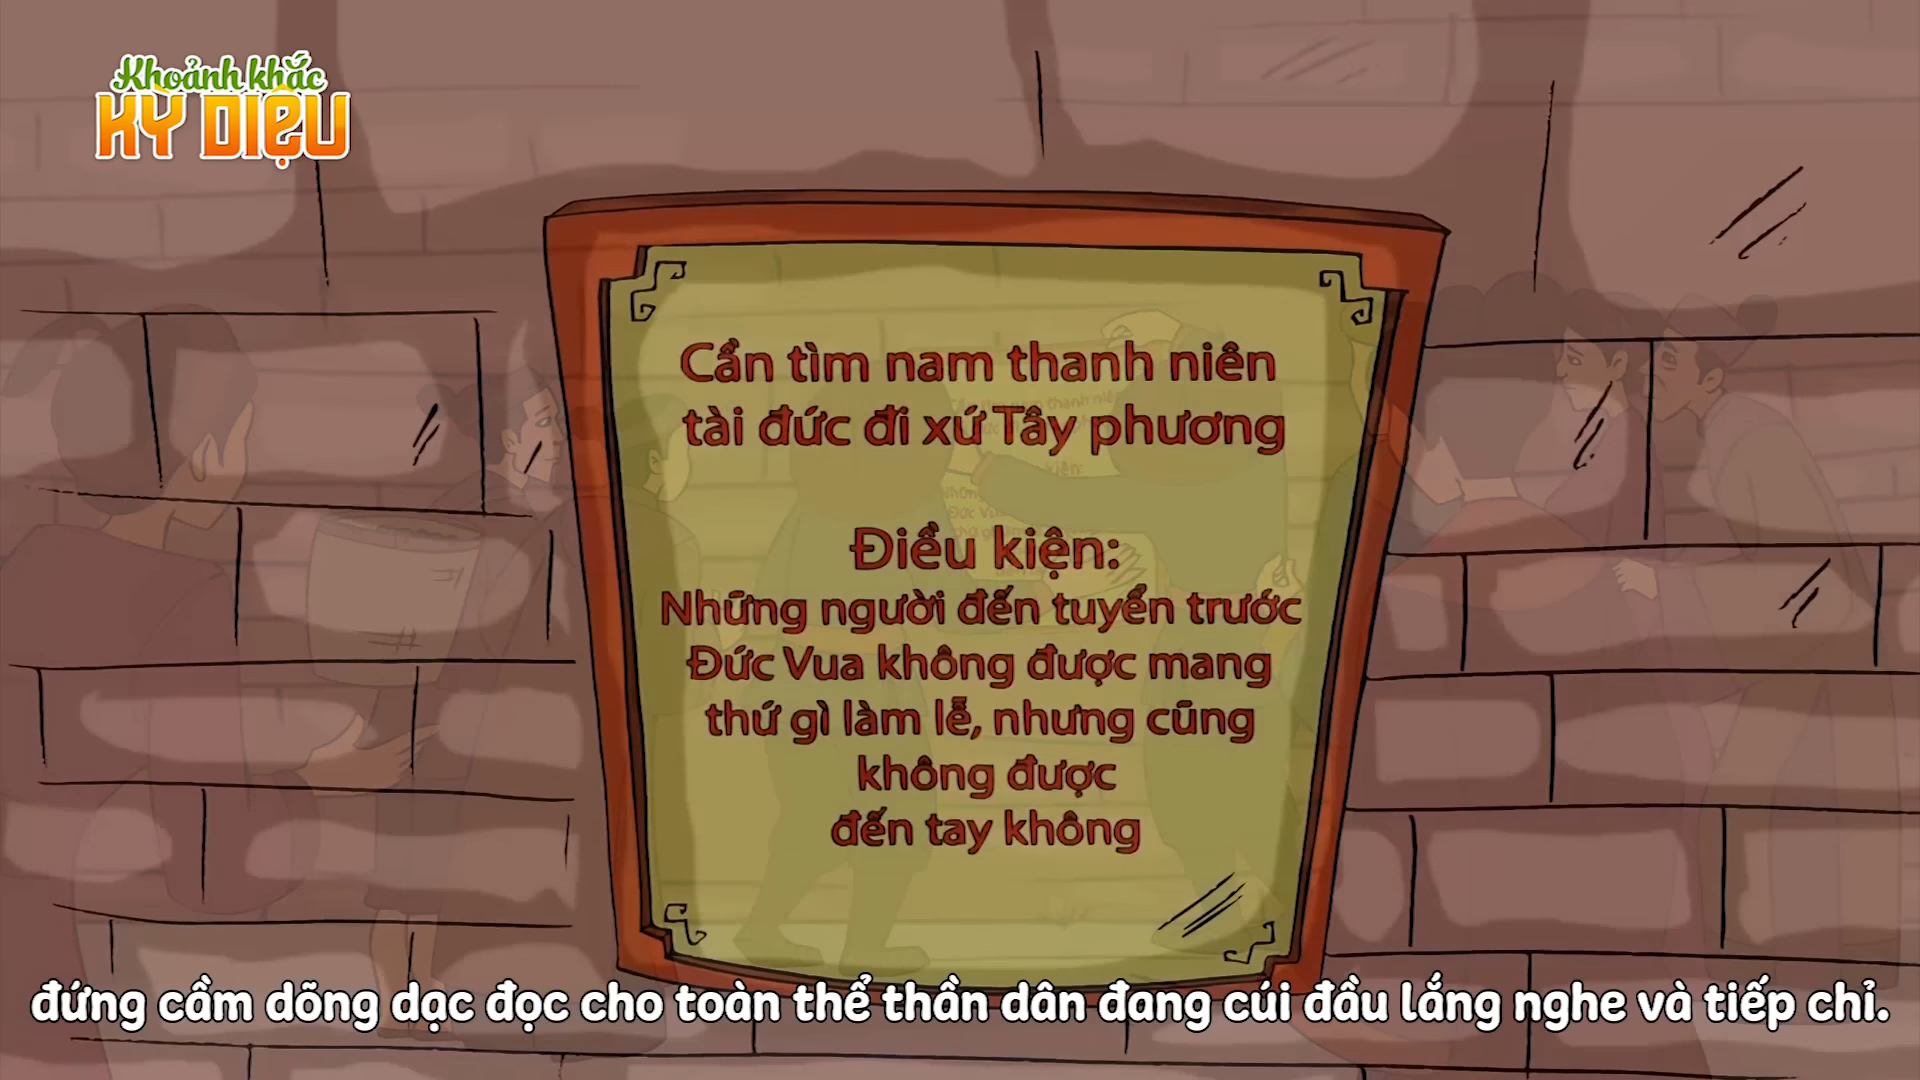 Khoảnh khắc
KỲ DIỆU
Cần tìm nam thanh niên
tài đức đi xứ Tây phương
Điều kiện:
Những người đến tuyển trước
Đức Vua không được mang
thứ gì làm lễ, nhưng cũng
không được
đến tay không
đứng cầm dõng dạc đọc cho toàn thể thần dân đang cúi đầu lắng nghe và tiếp chỉ.